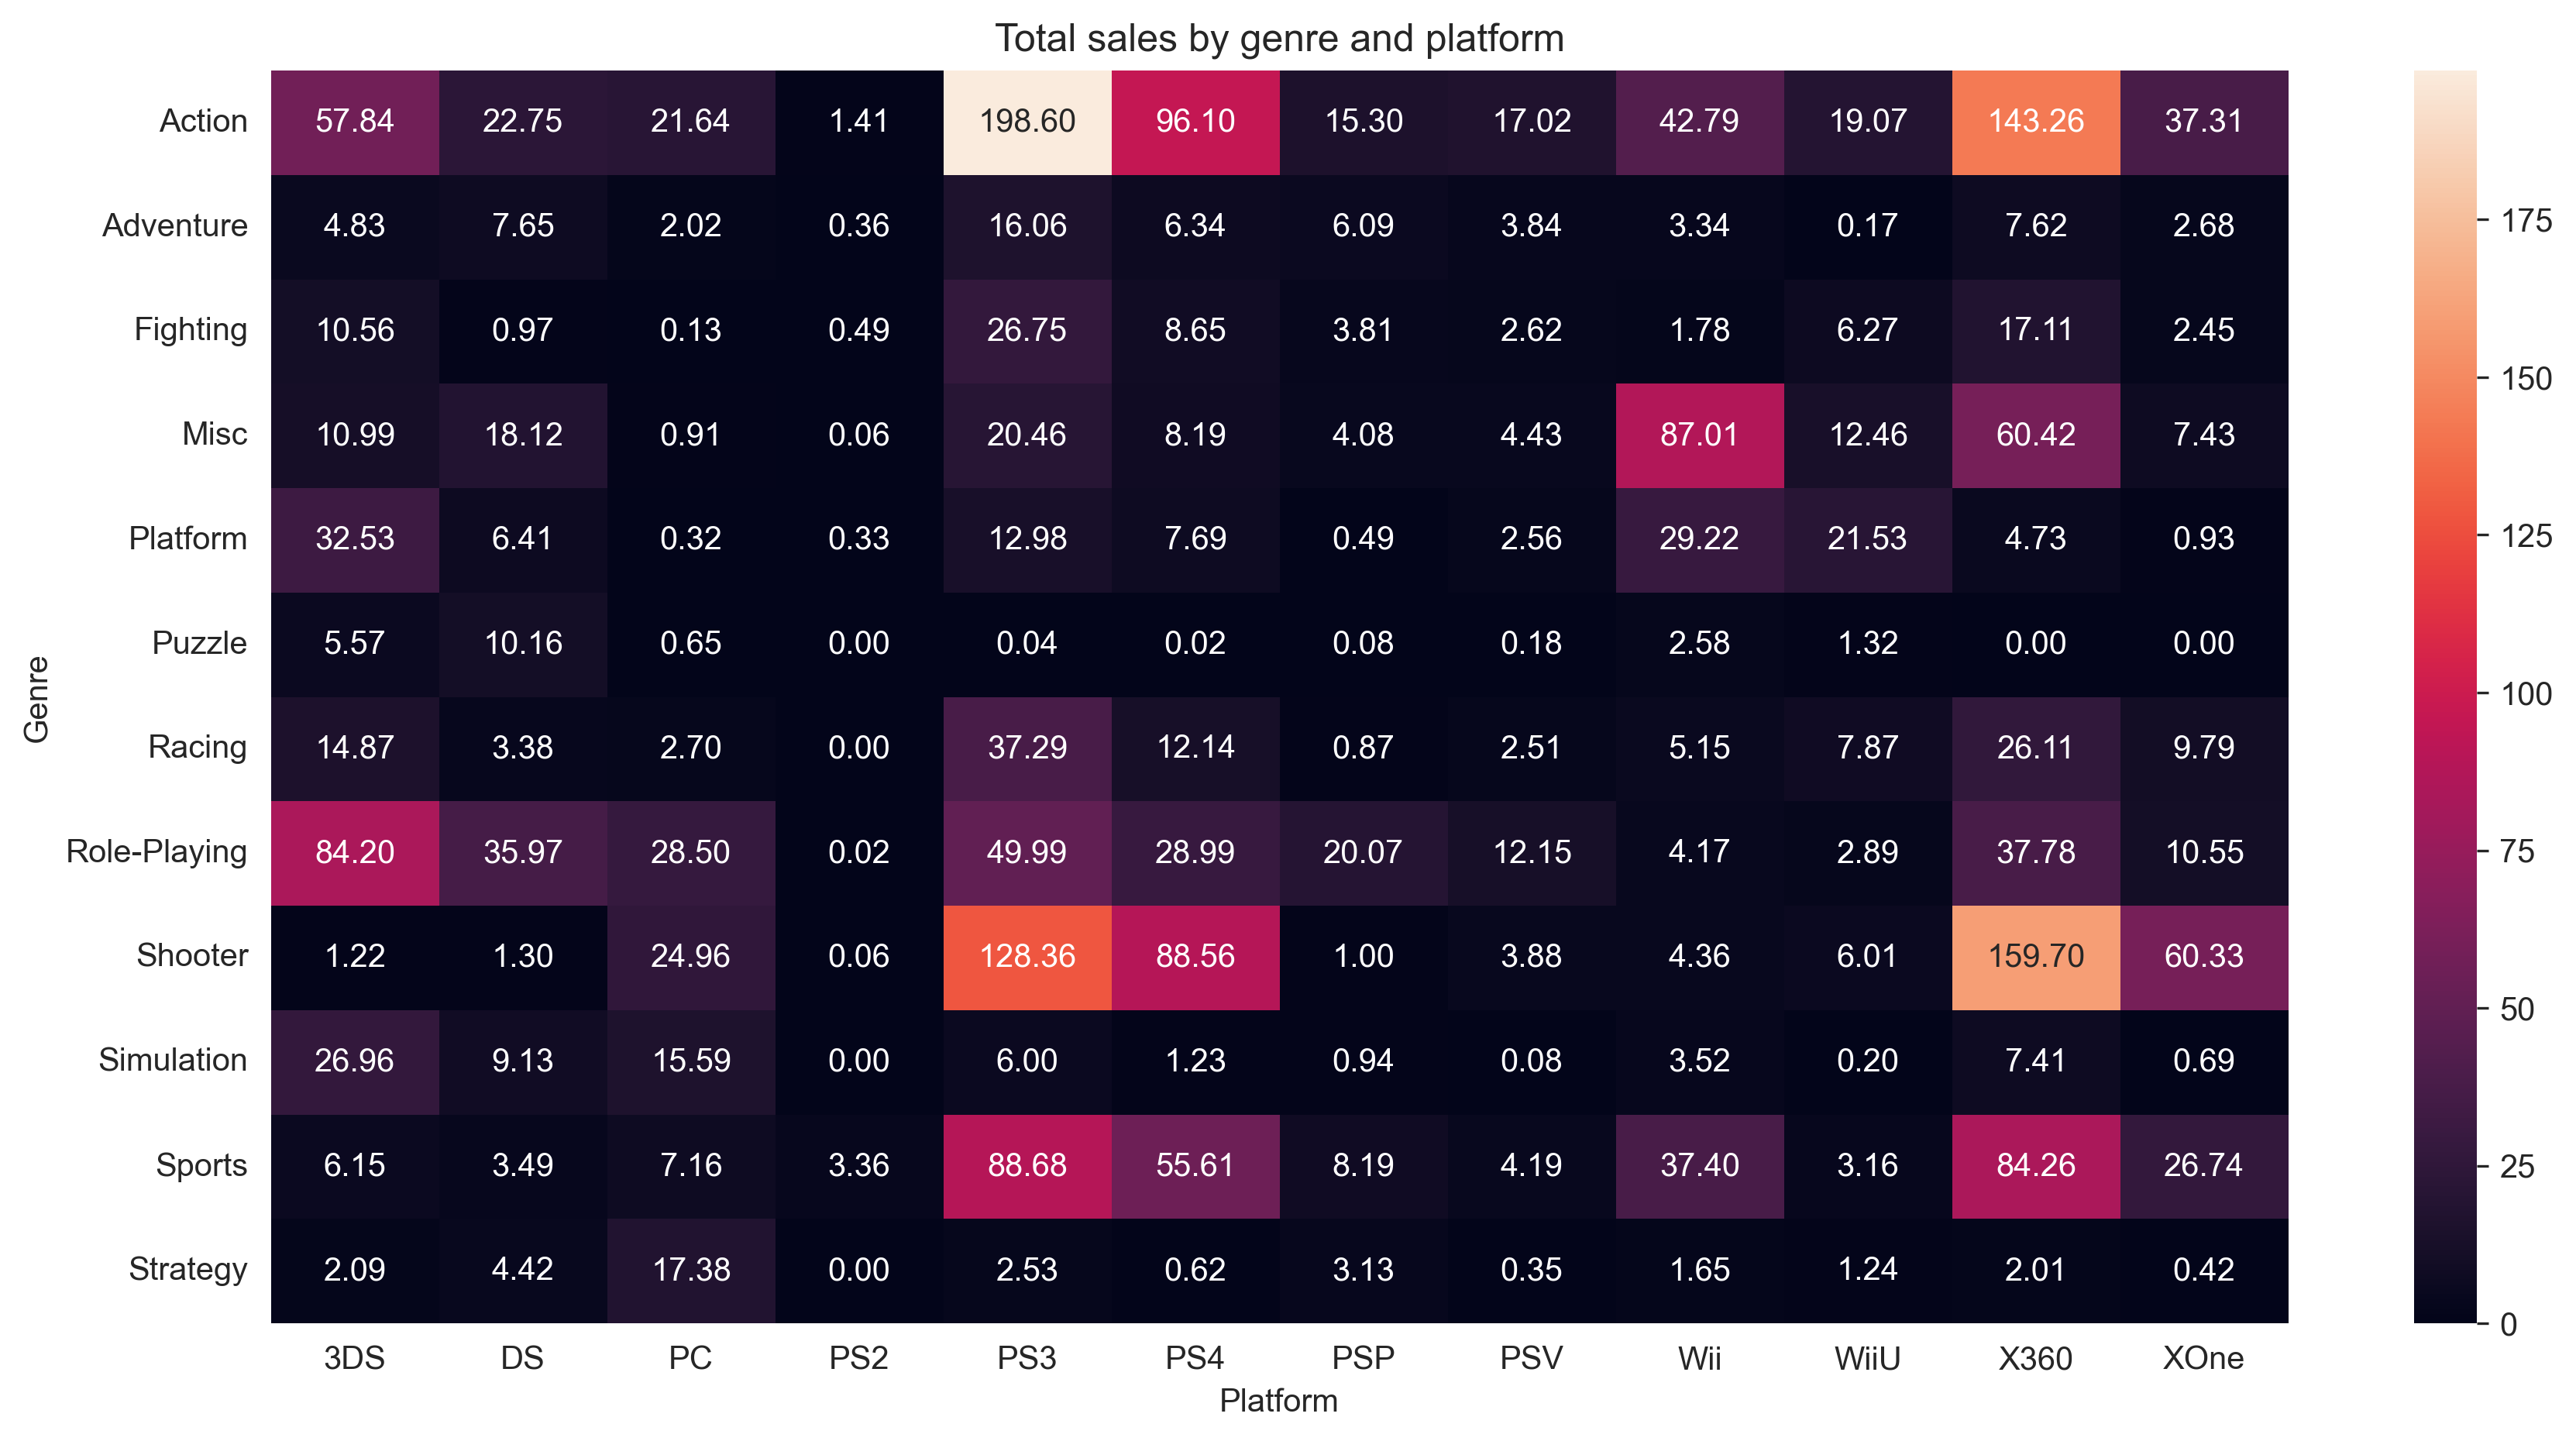 Total sales by genre and platform
Action 57.84 22.75 21.64 1.41 198.60 96.10 15.30 17.02 42.79 19.07 143.26 37.31
175
Adventure 4.83 7.65 2.02 0.36 16.06 6.34 6.09 3.84 3.34 0.17 7.62 2.68
Fighting 10.56 0.97 0.13 0.49 26.75 8.65 3.81 2.62 1.78 6.27 17.11 2.45
150
Misc 10.99 18.12 0.91 0.06 20.46 8.19 4.08 4.43 87.01 12.46 60.42 7.43
Platform 32.53 6.41 0.32 0.33 12.98 7.69 0.49 2.56 29.22 21.53 4.73 0.93
125
Puzzle 5.57 10.16 0.65 0.00 0.04 0.02 0.08 0.18 2.58 1.32 0.00 0.00
Genre
100
Racing 14.87 3.38 2.70 0.00 37.29 12.14 0.87 2.51 5.15 7.87 26.11 9.79
Role-Playing 84.20 35.97 28.50 0.02 49.99 28.99 20.07 12.15 4.17 2.89 37.78 10.55
75
Shooter 1.22 1.30 24.96 0.06 128.36 88.56 1.00 3.88 4.36 6.01 159.70 60.33
50
Simulation 26.96 9.13 15.59 0.00 6.00 1.23 0.94 0.08 3.52 0.20 7.41 0.69
Sports 6.15 3.49 7.16 3.36 88.68 55.61 8.19 4.19 37.40 3.16 84.26 26.74
25
Strategy 2.09 4.42 17.38 0.00 2.53 0.62 3.13 0.35 1.65 1.24 2.01 0.42
0
3DS DS PC PS2 PS3 PS4 PSP PSV Wii WiiU X360 XOne
Platform